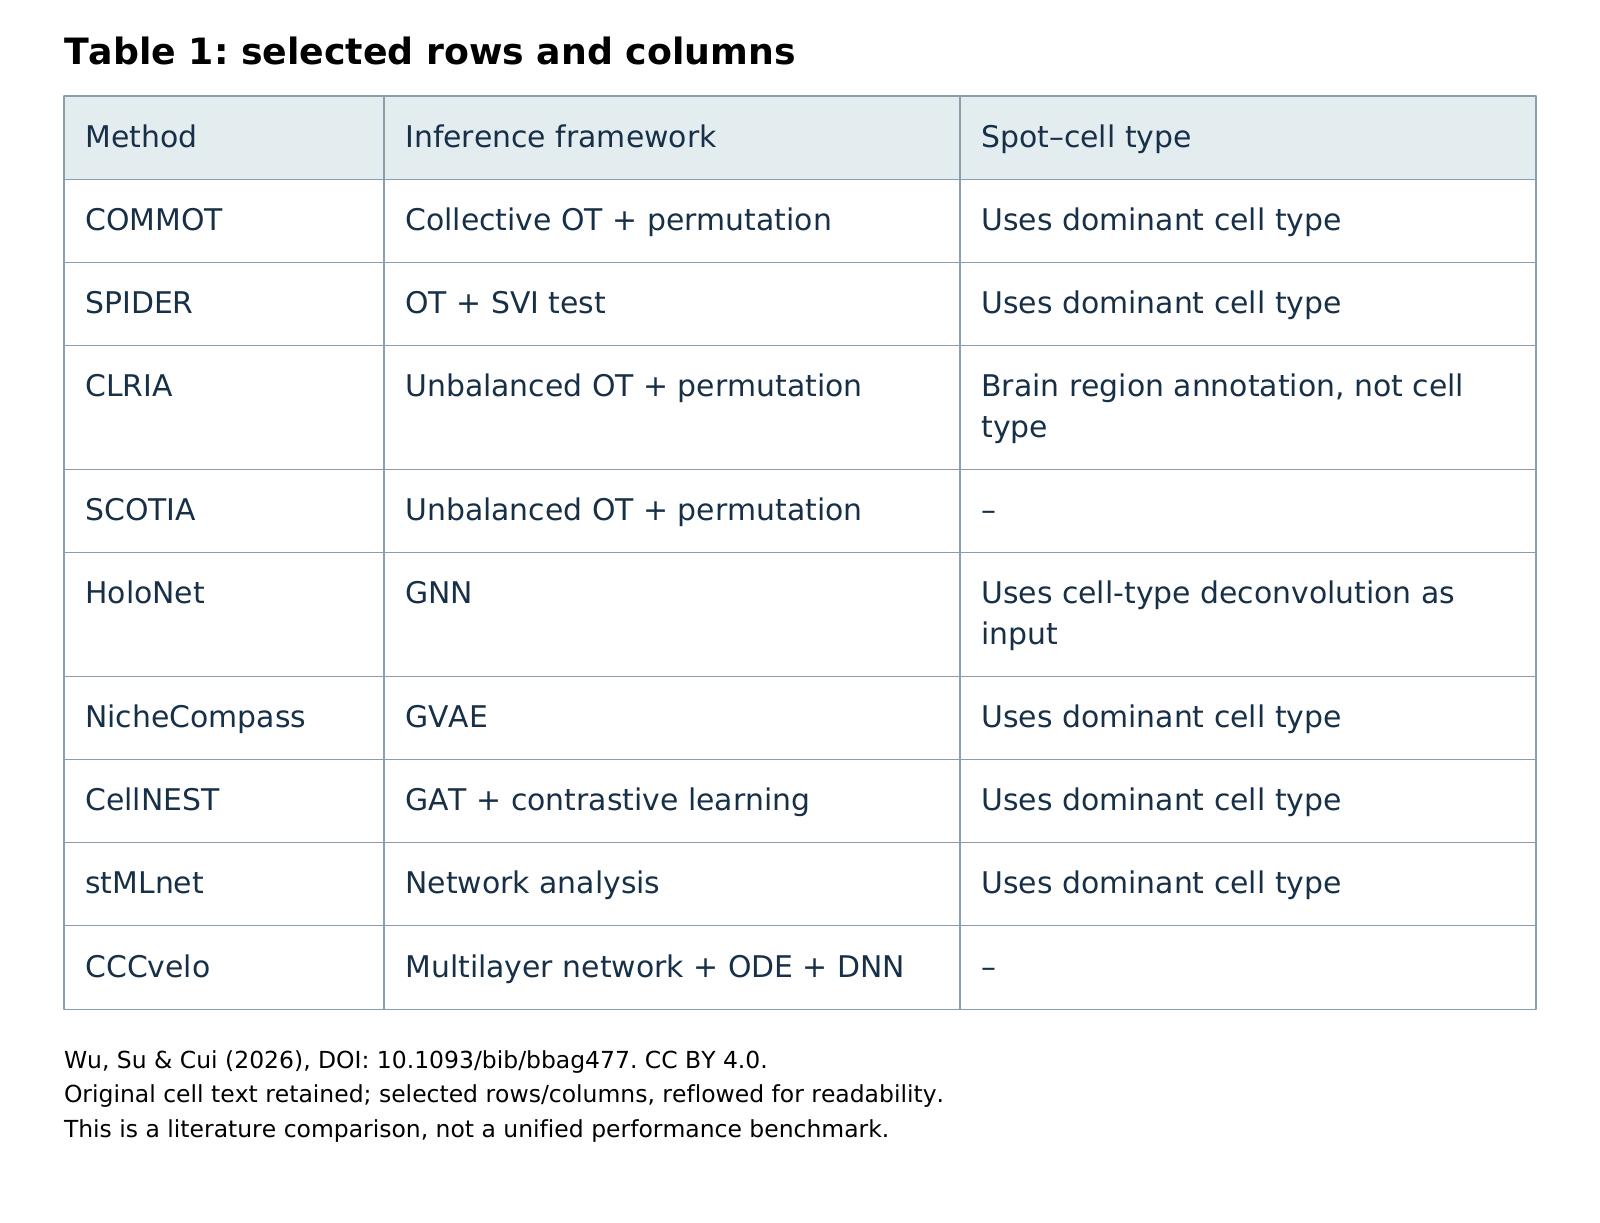 Table 1: selected rows and columns
Method Inference framework Spot–cell type
COMMOT Collective OT + permutation Uses dominant cell type
SPIDER OT + SVI test Uses dominant cell type
CLRIA Unbalanced OT + permutation Brain region annotation, not cell
type
SCOTIA Unbalanced OT + permutation –
HoloNet GNN Uses cell-type deconvolution as
input
NicheCompass GVAE Uses dominant cell type
CellNEST GAT + contrastive learning Uses dominant cell type
stMLnet Network analysis Uses dominant cell type
CCCvelo Multilayer network + ODE + DNN –
Wu, Su & Cui (2026), DOI: 10.1093/bib/bbag477. CC BY 4.0.
Original cell text retained; selected rows/columns, reflowed for readability.
This is a literature comparison, not a unified performance benchmark.